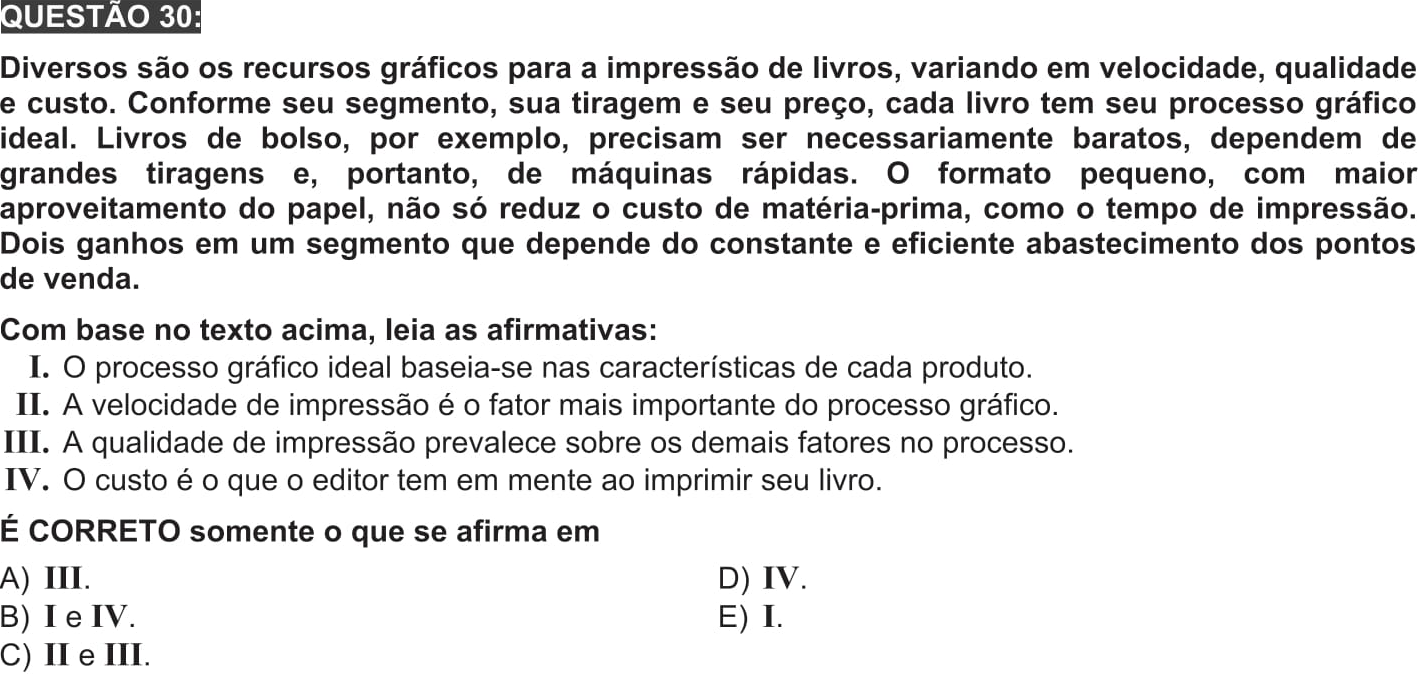 QUESTÃO 30:
Diversos são os recursos gráficos para a impressão de livros, variando em velocidade, qualidade
e custo. Conforme seu segmento, sua tiragem e seu preço, cada livro tem seu processo gráfico
ideal. Livros de bolso, por exemplo, precisam ser necessariamente baratos, dependem de
grandes tiragens e, portanto, de máquinas rápidas. O formato pequeno, com maior
aproveitamento do papel, não só reduz o custo de matéria-prima, como o tempo de impressão.
Dois ganhos em um segmento que depende do constante e eficiente abastecimento dos pontos
de venda.
Com base no texto acima, leia as afirmativas:
I. O processo gráfico ideal baseia-se nas características de cada produto.
II. A velocidade de impressão é o fator mais importante do processo gráfico.
III. A qualidade de impressão prevalece sobre os demais fatores no processo.
IV. O custo é o que o editor tem em mente ao imprimir seu livro.
É CORRETO somente o que se afirma em
A) III.
B) I e IV.
C) II e III.
D) IV.
E) I.